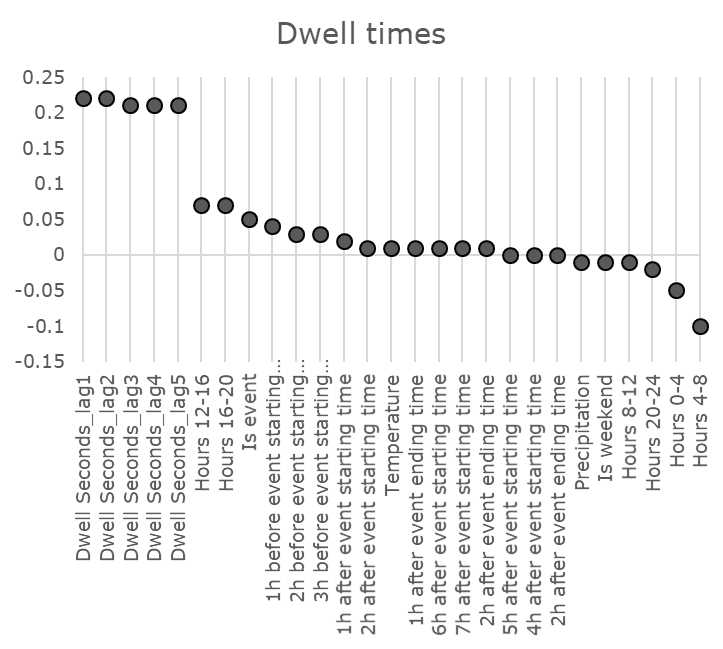 Dwell times
0.25
0.2
0.15
0.1
0.05
0
-0.05
-0.1
-0.15
Dwell Seconds_lag1
Dwell Seconds_lag2
Dwell Seconds_lag3
Dwell Seconds_lag4
Dwell Seconds_lag5
Hours 12-16
Hours 16-20
Is event
1h before event starting...
2h before event starting...
3h before event starting...
1h after event starting time
2h after event starting time
Temperature
1h after event ending time
6h after event starting time
7h after event starting time
2h after event ending time
5h after event starting time
4h after event starting time
2h after event ending time
Precipitation
Is weekend
Hours 8-12
Hours 20-24
Hours 0-4
Hours 4-8